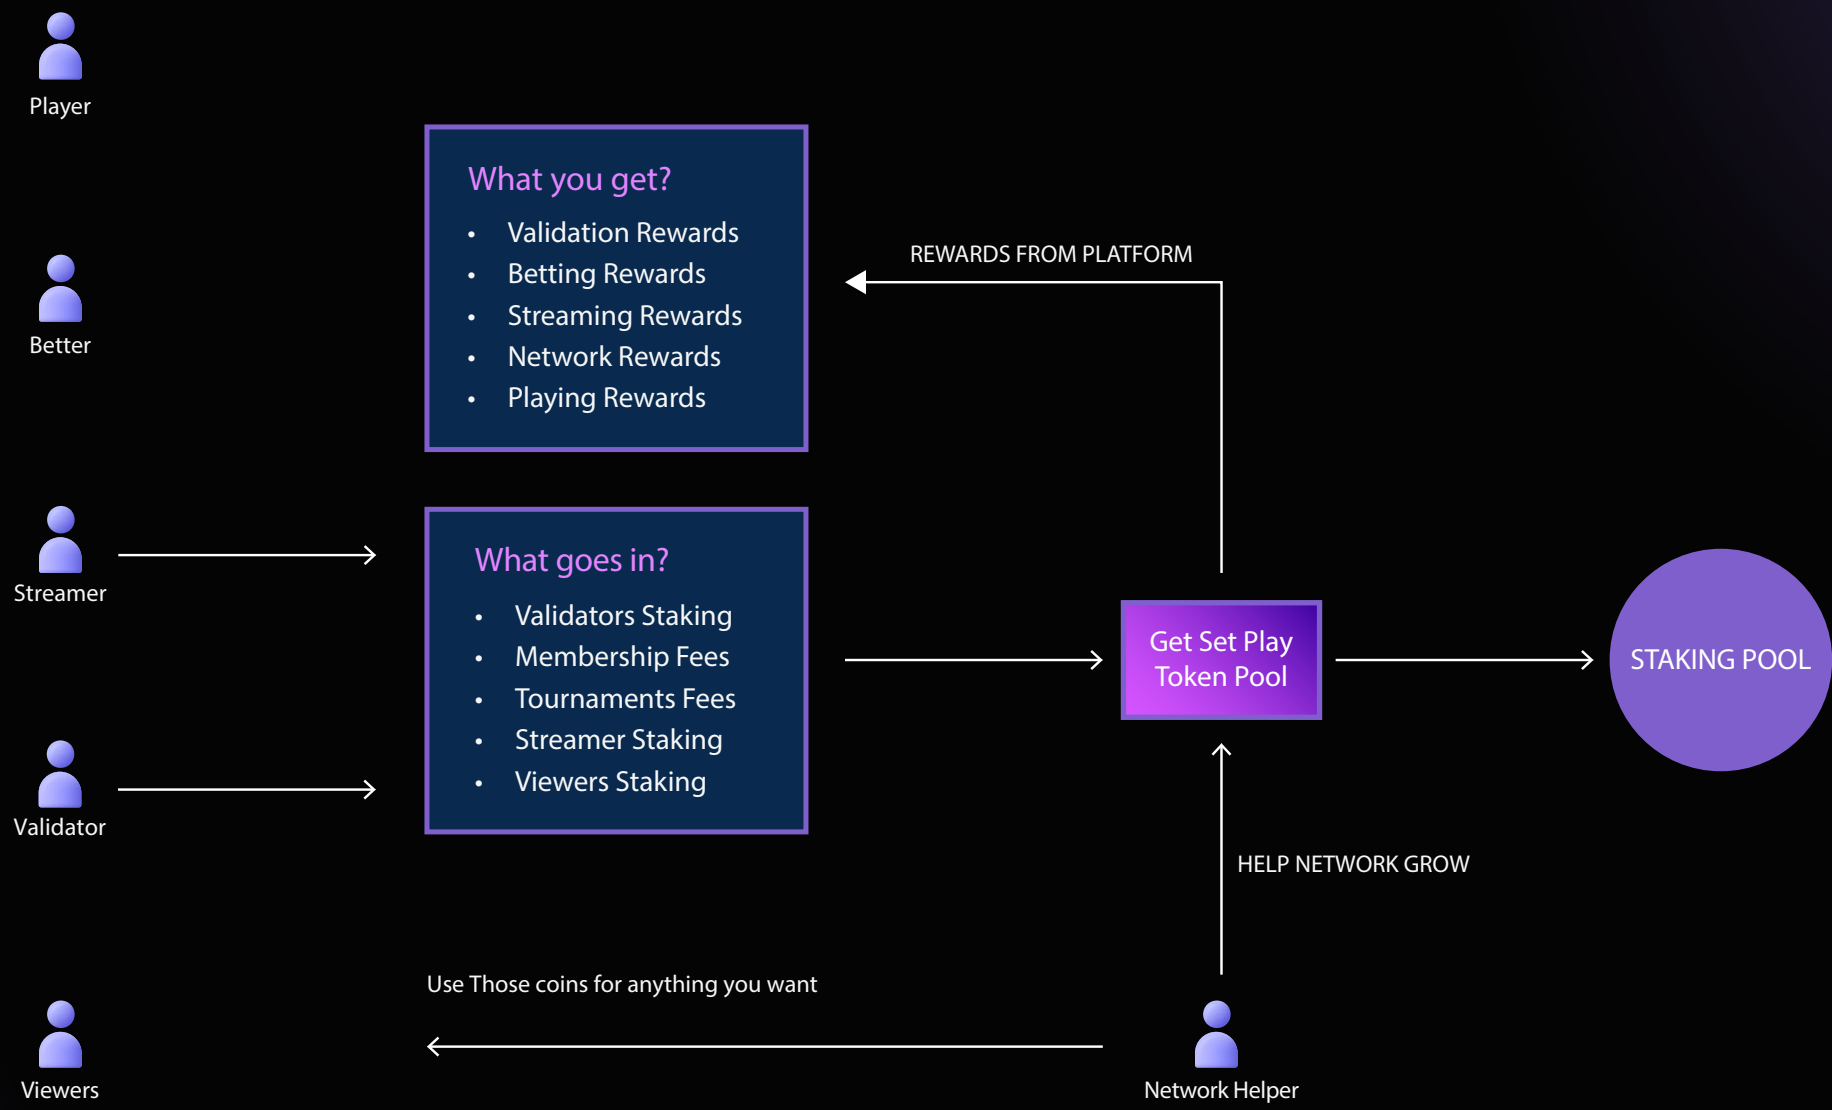 Player
Better
Streamer
Validator
Viewers
What you get?
• Validation Rewards
• Betting Rewards
• Streaming Rewards
• Network Rewards
• Playing Rewards
What goes in?
• Validators Staking
• Membership Fees
• Tournaments Fees
• Streamer Staking
• Viewers Staking
REWARDS FROM PLATFORM
Get Set Play
Token Pool
STAKING POOL
HELP NETWORK GROW
Use Those coins for anything you want
Network Helper